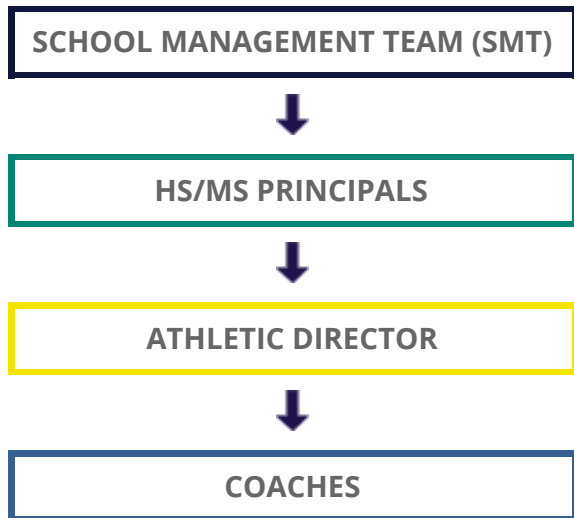 SCHOOL MANAGEMENT TEAM (SMT)
HS/MS PRINCIPALS
ATHLETIC DIRECTOR
COACHES